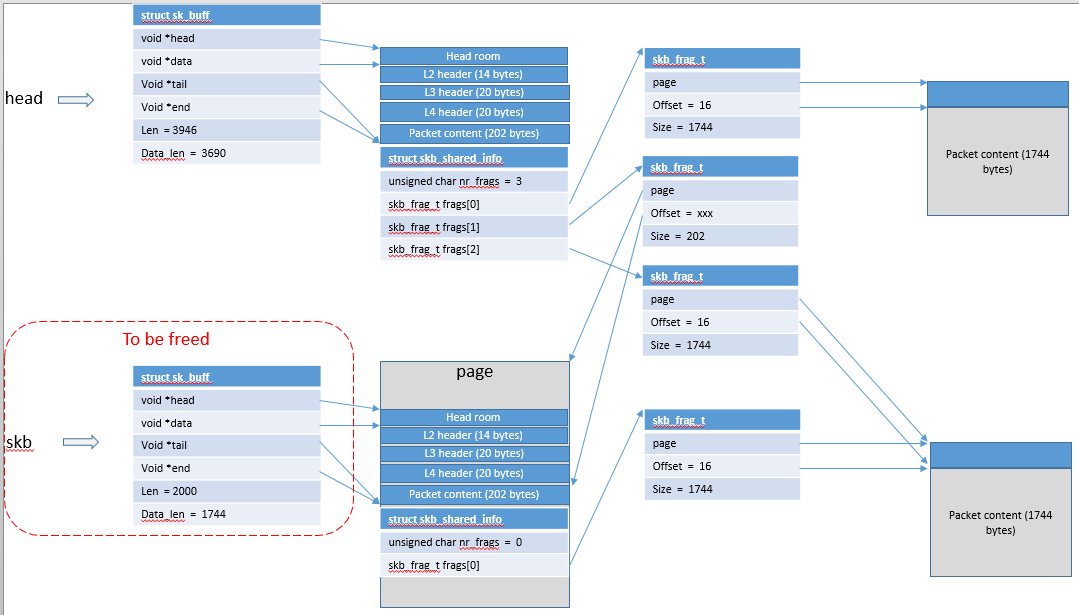 struct sk_buff
void *head
void *data
Void *tail
Void *end
Len = 3946
Data_len = 3690
head
Head room
L2 header (14 bytes)
L3 header (20 bytes)
L4 header (20 bytes)
Packet content (202 bytes)
struct skb_shared_info
unsigned char nr_frags = 3
skb_frag_t frags[0]
skb_frag_t frags[1]
skb_frag_t frags[2]
skb_frag_t
page
Offset = 16
Size = 1744
skb_frag_t
page
Offset = xxx
Size = 202
skb_frag_t
page
Offset = 16
Size = 1744
Packet content (1744
bytes)
To be freed
struct sk_buff
void *head
void *data
Void *tail
Void *end
Len = 2000
Data_len = 1744
skb
page
Head room
L2 header (14 bytes)
L3 header (20 bytes)
L4 header (20 bytes)
Packet content (202 bytes)
struct skb_shared_info
unsigned char nr_frags = 0
skb_frag_t frags[0]
skb_frag_t
page
Offset = 16
Size = 1744
Packet content (1744
bytes)